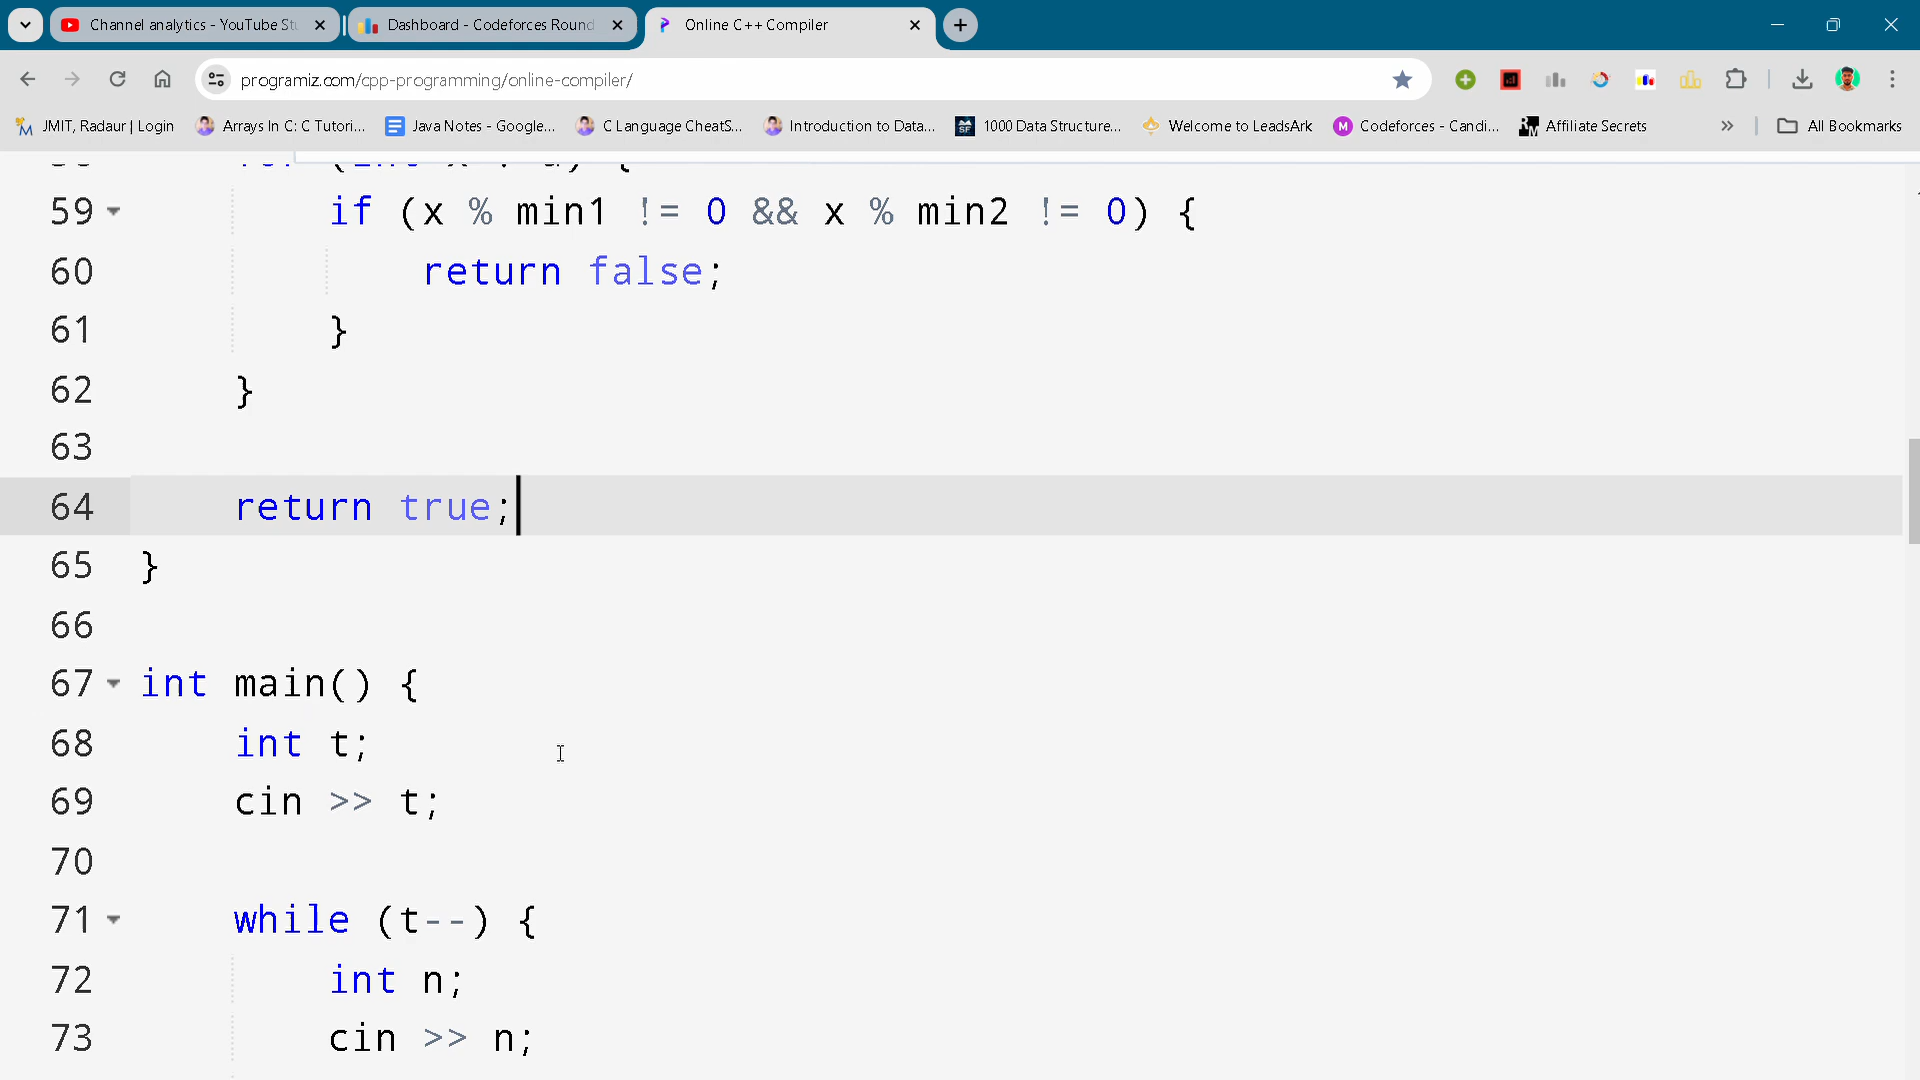 Channel analytics - YouTube St
Dashboard - Codeforces Round
Online C++ Compiler
programiz.com/cpp-programming/online-compiler/
JMIT, Radaur | Login
Arrays In C: C Tutori...
Java Notes - Google...
C Language CheatS...
Introduction to Data...
1000 Data Structure...
Welcome to LeadsArk
Codeforces - Candi...
Affiliate Secrets
All Bookmarks
59 if (x % min1 != 0 && x % min2 != 0) {
60 return false;
61 }
62 }
63
64 return true;
65 }
66
67 int main() {
68 int t;
69 cin >> t;
70
71 while (t--) {
72 int n;
73 cin >> n;